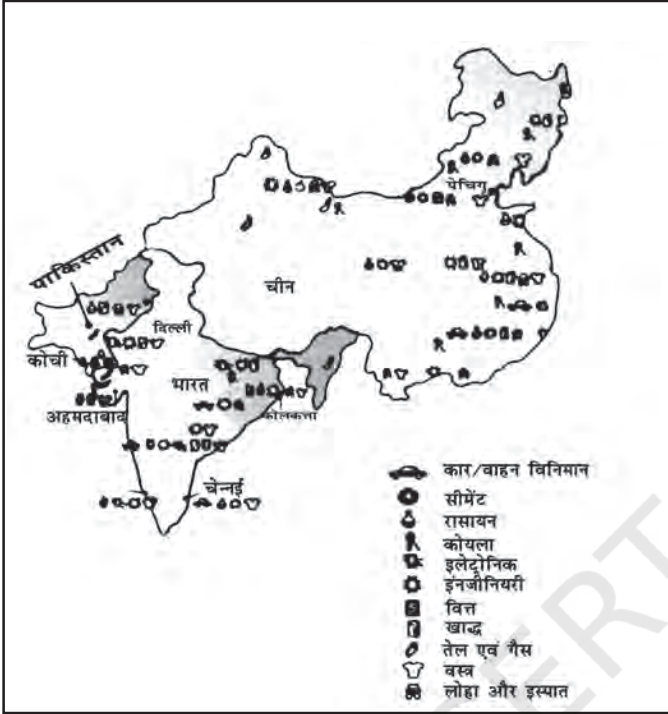 पेचिगु
पाकिस्तान
चीन
दिल्ली
कोची
भारत
कोलकत्ता
अहमदाबाद
चेन्नई
कार/वाहन विनिमान
सीमेंट
रासायन
कोयला
इलेट्रोनिक
इंनजीनियरी
वित्त
खाद्ध
तेल एवं गैस
वस्त्र
लोहा और इस्पात